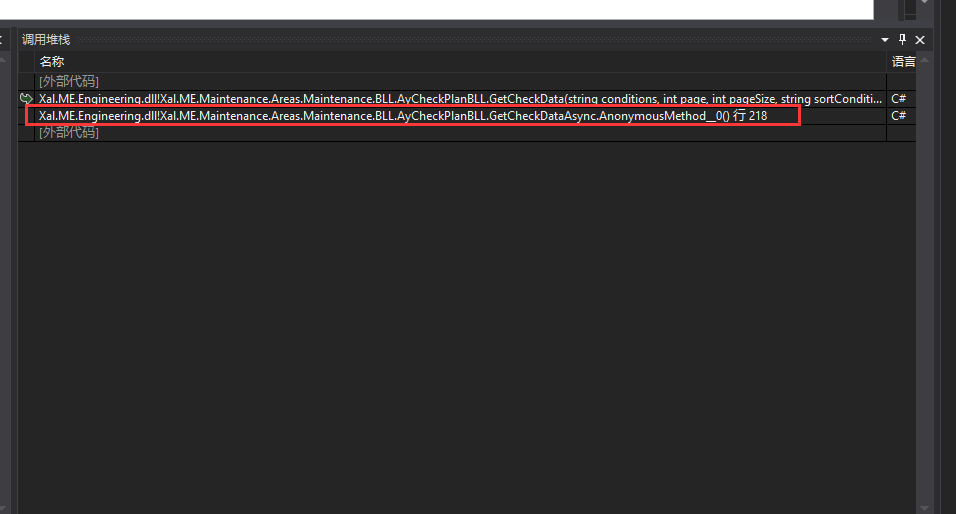 调用堆栈
名称 语言
[外部代码]
Xal.ME.Engineering.dll!Xal.ME.Maintenance.Areas.Maintenance.BLL.AyCheckPlanBLL.GetCheckData(string conditions, int page, int pageSize, string sortConditi... C#
Xal.ME.Engineering.dll!Xal.ME.Maintenance.Areas.Maintenance.BLL.AyCheckPlanBLL.GetCheckDataAsync.AnonymousMethod__0() 行 218 C#
[外部代码]